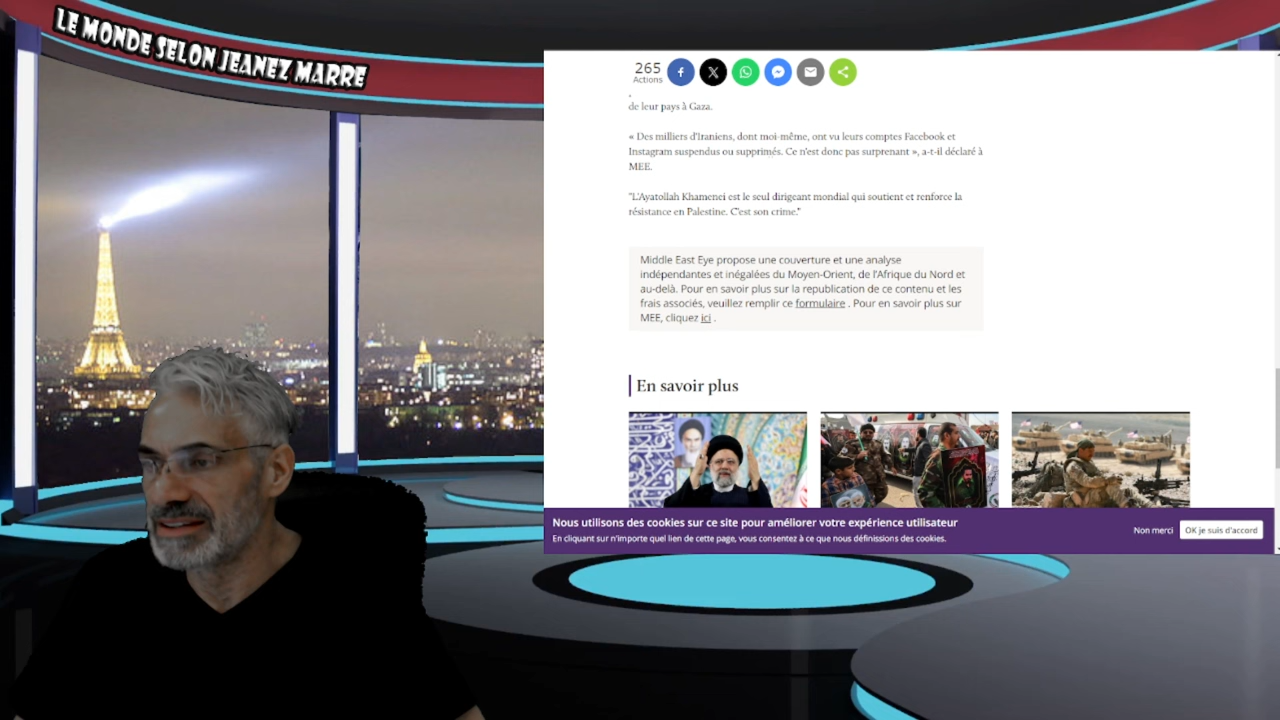 LE MONDE SELON JEANEZ MARRE
265
Actions
de leur pays à Gaza.
« Des milliers d'Iraniens, dont moi-même, ont vu leurs comptes Facebook et
Instagram suspendus ou supprimés. Ce n'est donc pas surprenant », a-t-il déclaré à
MEE.
"L'Ayatollah Khamenei est le seul dirigeant mondial qui soutient et renforce la
résistance en Palestine. C'est son crime."
Middle East Eye propose une couverture et une analyse
indépendantes et inégalées du Moyen-Orient, de l'Afrique du Nord et
au-delà. Pour en savoir plus sur la republication de ce contenu et les
frais associés, veuillez remplir ce formulaire . Pour en savoir plus sur
MEE, cliquez ici .
En savoir plus
Nous utilisons des cookies sur ce site pour améliorer votre expérience utilisateur
En cliquant sur n'importe quel lien de cette page, vous consentez à ce que nous définissions des cookies.
Non merci
OK je suis d'accord